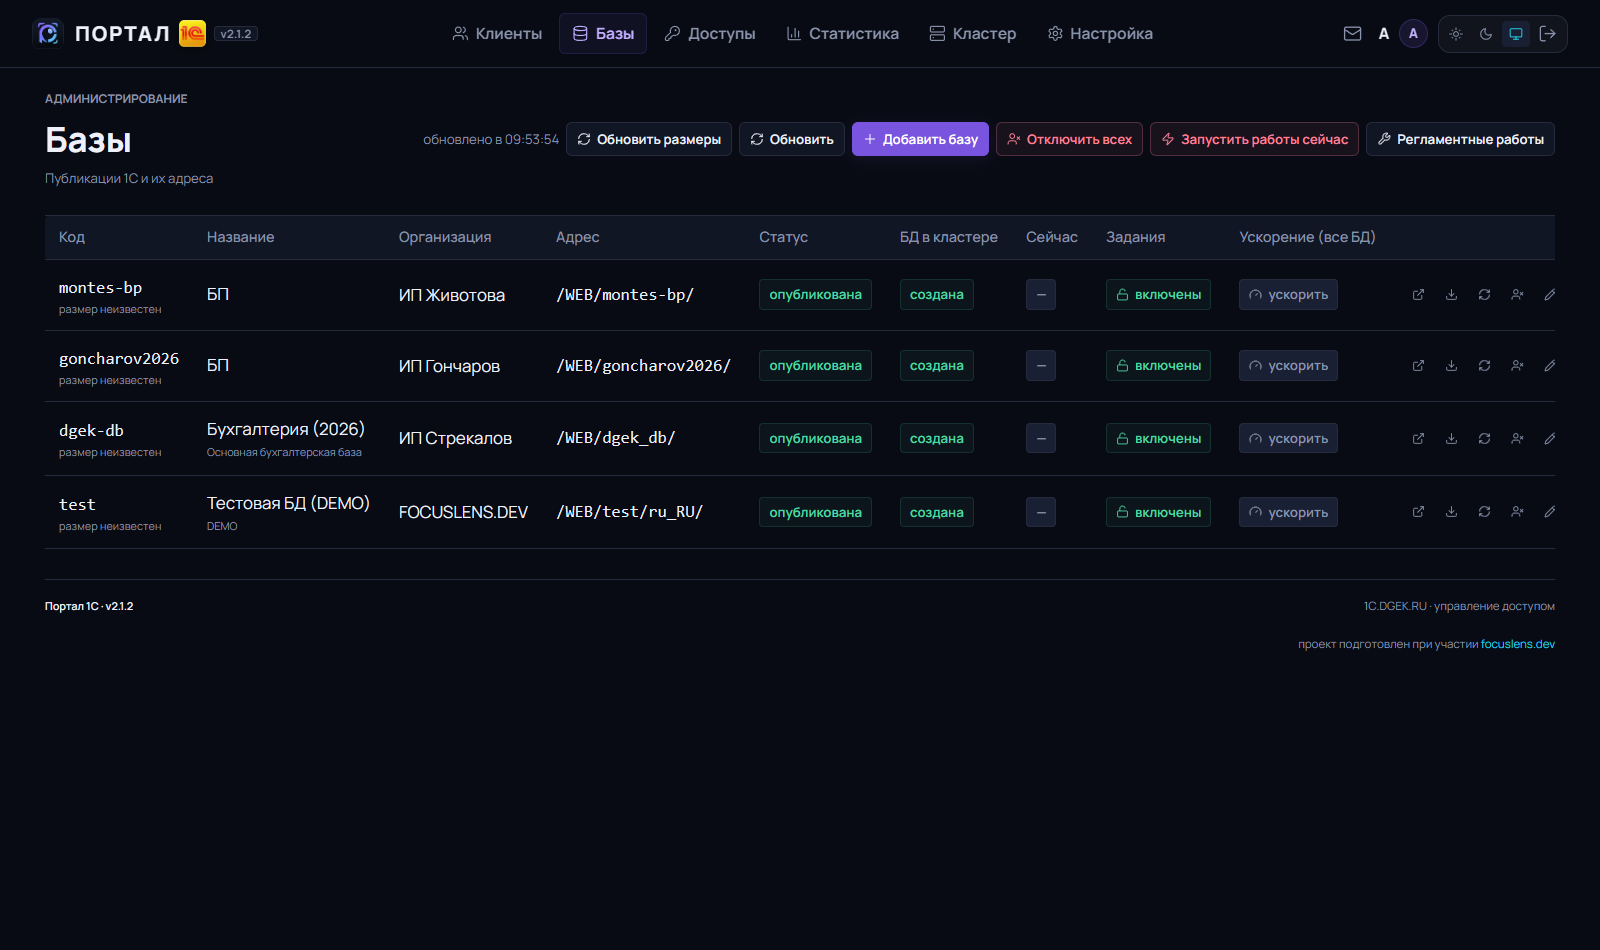 ПОРТАЛ 1С v2.1.2 Клиенты Базы Доступы Статистика Кластер Настройка A A
АДМИНИСТРИРОВАНИЕ
Базы
обновлено в 09:53:54 Обновить размеры Обновить + Добавить базу Отключить всех Запустить работы сейчас Регламентные работы
Публикации 1С и их адреса
Код Название Организация Адрес Статус БД в кластере Сейчас Задания Ускорение (все БД)
montes-bp БП ИП Животова /WEB/montes-bp/ опубликована создана — включены ускорить
размер неизвестен
goncharov2026 БП ИП Гончаров /WEB/goncharov2026/ опубликована создана — включены ускорить
размер неизвестен
dgek-db Бухгалтерия (2026) ИП Стрекалов /WEB/dgek_db/ опубликована создана — включены ускорить
размер неизвестен Основная бухгалтерская база
test Тестовая БД (DEMO) FOCUSLENS.DEV /WEB/test/ru_RU/ опубликована создана — включены ускорить
размер неизвестен DEMO
Портал 1С · v2.1.2 1C.DGEK.RU · управление доступом
проект подготовлен при участии focuslens.dev